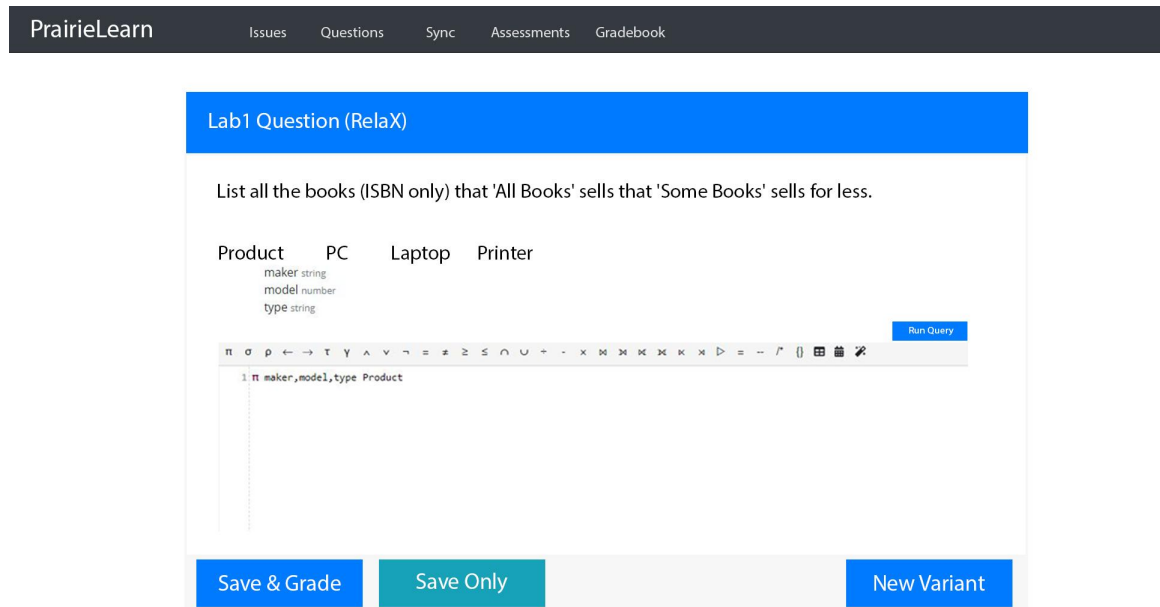 PrairieLearn Issues Questions Sync Assessments Gradebook
Lab1 Question (RelaX)
List all the books (ISBN only) that 'All Books' sells that 'Some Books' sells for less.
Product PC Laptop Printer
maker string
model number
type string
Run Query
π σ ρ ← → τ γ ∧ ∨ ¬ = ≠ ≥ ≤ ∩ ∪ ÷ - × ⨝ ⟕ ⟖ ⟗ ⋉ ⋊ ▷ = -- /* {}
1 π maker,model,type Product
Save & Grade Save Only New Variant